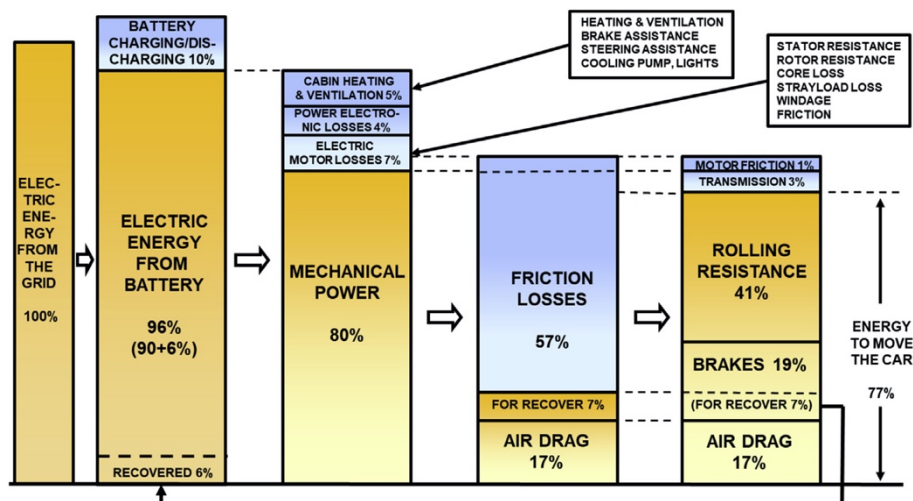 ELEC-
TRIC
ENE-
RGY
FROM
THE
GRID
100%
BATTERY
CHARGING/DIS-
CHARGING 10%
ELECTRIC
ENERGY
FROM
BATTERY
96%
(90+6%)
RECOVERED 6%
CABIN HEATING
& VENTILATION 5%
POWER ELECTRO-
NIC LOSSES 4%
ELECTRIC
MOTOR LOSSES 7%
MECHANICAL
POWER
80%
HEATING & VENTILATION
BRAKE ASSISTANCE
STEERING ASSISTANCE
COOLING PUMP, LIGHTS
STATOR RESISTANCE
ROTOR RESISTANCE
CORE LOSS
STRAYLOAD LOSS
WINDAGE
FRICTION
FRICTION
LOSSES
57%
FOR RECOVER 7%
AIR DRAG
17%
MOTOR FRICTION 1%
TRANSMISSION 3%
ROLLING
RESISTANCE
41%
BRAKES 19%
(FOR RECOVER 7%)
AIR DRAG
17%
ENERGY
TO MOVE
THE CAR
77%